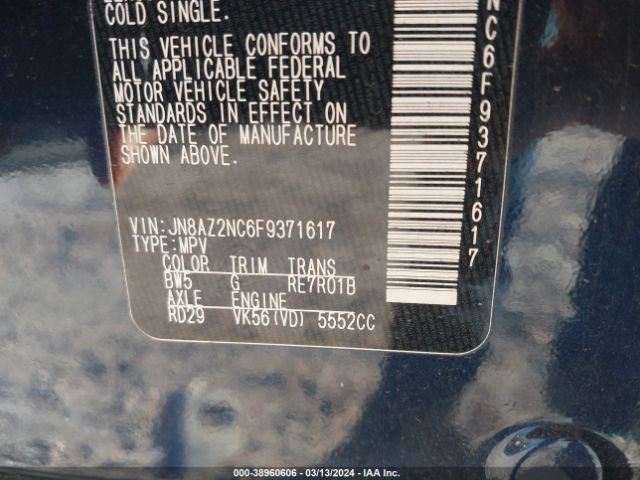 COLD SINGLE.
THIS VEHICLE CONFORMS TO
ALL APPLICABLE FEDERAL
MOTOR VEHICLE SAFETY
STANDARDS IN EFFECT ON
THE DATE OF MANUFACTURE
SHOWN ABOVE.
NC6F9371617
VIN:JN8AZ2NC6F9371617
TYPE:MPV
COLOR TRIM TRANS
BW5 G RE7R01B
AXLE ENGINE
RD29 VK56(VD) 5552CC
000-38960606 - 03/13/2024 - IAA Inc.